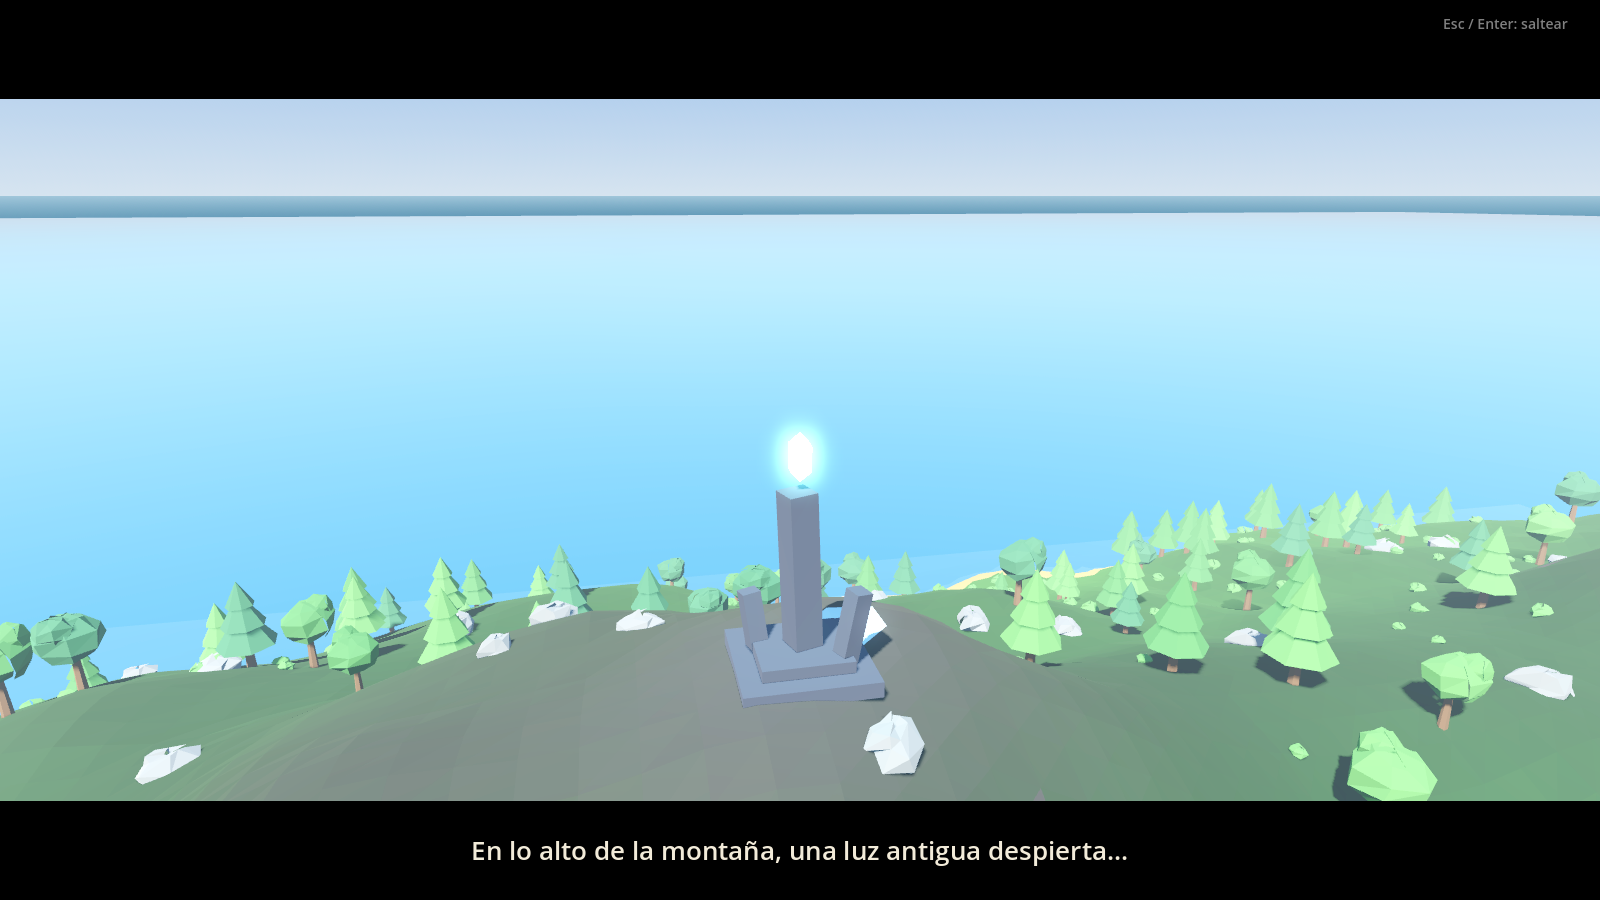 Esc / Enter: saltear
En lo alto de la montaña, una luz antigua despierta...